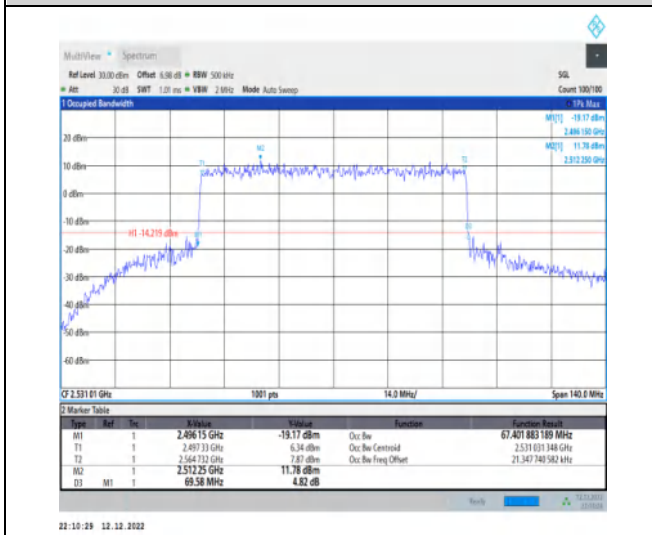 MultiView Spectrum
Ref Level 30.00 dBm Offset 6.98 dB RBW 500 kHz SGL
Att 30 dB SWT 1.01 ms VBW 2 MHz Mode Auto Sweep Count 100/100
1 Occupied Bandwidth 1Pk Max
M1[1] -19.17 dBm
2.496 150 GHz
M2[1] 11.78 dBm
2.512 250 GHz
20 dBm
M2
T1 T2
10 dBm
0 dBm
-10 dBm
H1 -14.219 dBm
-20 dBm
-30 dBm
-40 dBm
-50 dBm
-60 dBm
CF 2.531 01 GHz 1001 pts 14.0 MHz/ Span 140.0 MHz
2 Marker Table
Type Ref Trc X-Value Y-Value Function Function Result
M1 1 2.496 15 GHz -19.17 dBm Occ Bw 67.401 883 189 MHz
T1 1 2.497 33 GHz 6.34 dBm Occ Bw Centroid 2.531 031 348 GHz
T2 1 2.564 732 GHz 7.87 dBm Occ Bw Freq Offset 21.347 740 582 kHz
M2 1 2.512 25 GHz 11.78 dBm
D3 M1 1 69.58 MHz 4.82 dB
Ready
22:10:29 12.12.2022